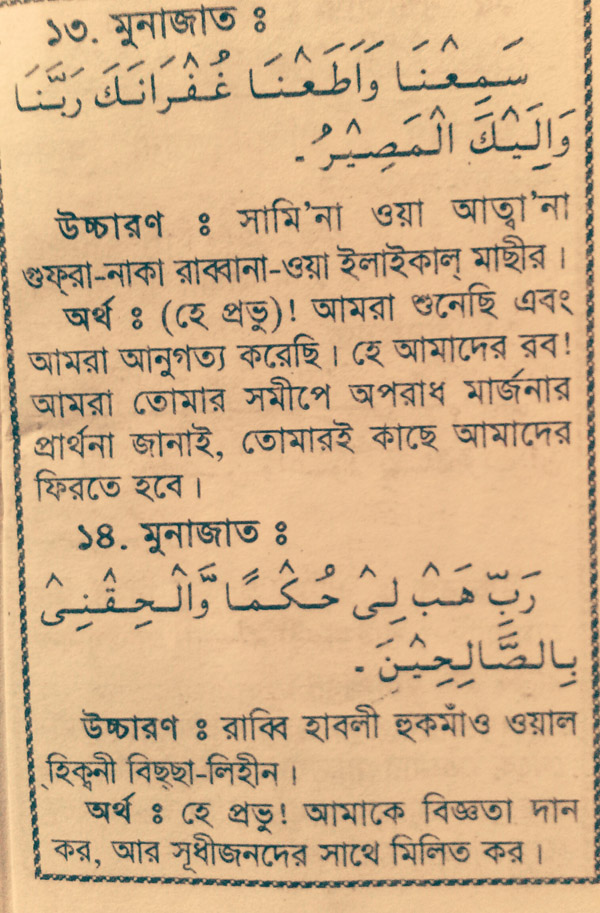 ১৩. মুনাজাত ঃ
سَمِعْنَا وَاَطَعْنَا غُفْرَانَكَ رَبَّنَا
وَاِلَيْكَ الْمَصِيْرُ -
উচ্চারণ ঃ সামি'না ওয়া আত্বা'না
গুফ্‌রা-নাকা রাব্বানা-ওয়া ইলাইকাল্ মাছীর।
অর্থ ঃ (হে প্রভু)! আমরা শুনেছি এবং
আমরা আনুগত্য করেছি। হে আমাদের রব!
আমরা তোমার সমীপে অপরাধ মার্জনার
প্রার্থনা জানাই, তোমারই কাছে আমাদের
ফিরতে হবে।
১৪. মুনাজাত ঃ
رَبِّ هَبْ لِىْ حُكْمًا وَّالْحِقْنِىْ
بِالصَّالِحِيْنَ -
উচ্চারণ ঃ রাব্বি হাবলী হুকমাঁও ওয়াল
হিক্বনী বিছ্ছা-লিহীন।
অর্থ ঃ হে প্রভু! আমাকে বিজ্ঞতা দান
কর, আর সূধীজনদের সাথে মিলিত কর।